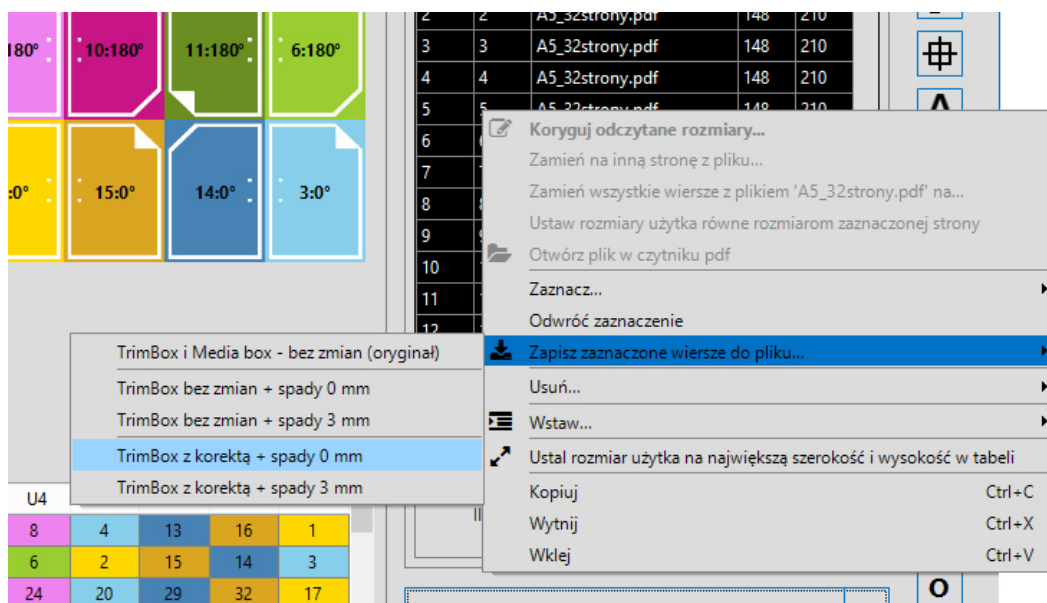 180° 10:180° 11:180° 6:180°
2 2 A5_32strony.pdf 148 210
3 3 A5_32strony.pdf 148 210
4 4 A5_32strony.pdf 148 210
5 5 A5_32strony.pdf 148 210
6
7
8
9
10
11
12
:0° 15:0° 14:0° 3:0°
Koryguj odczytane rozmiary...
Zamień na inną stronę z pliku...
Zamień wszystkie wiersze z plikiem 'A5_32strony.pdf' na...
Ustaw rozmiary użytka równe rozmiarom zaznaczonej strony
Otwórz plik w czytniku pdf
Zaznacz...
Odwróć zaznaczenie
Zapisz zaznaczone wiersze do pliku...
Usuń...
Wstaw...
Ustal rozmiar użytka na największą szerokość i wysokość w tabeli
Kopiuj Ctrl+C
Wytnij Ctrl+X
Wklej Ctrl+V
TrimBox i Media box - bez zmian (oryginał)
TrimBox bez zmian + spady 0 mm
TrimBox bez zmian + spady 3 mm
TrimBox z korektą + spady 0 mm
TrimBox z korektą + spady 3 mm
U4
8 4 13 16 1
6 2 15 14 3
24 20 29 32 17
A
O